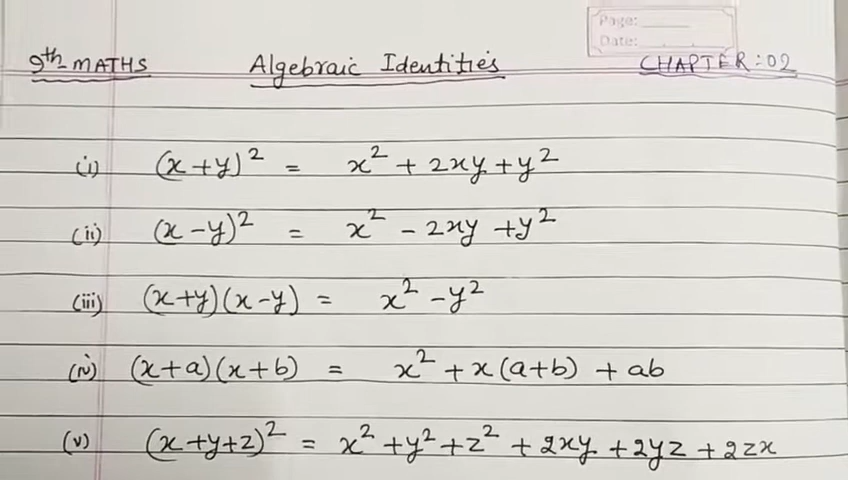 Page:
Date:
9th MATHS Algebraic Identities CHAPTER:02
(i) (x+y)² = x² + 2xy + y²
(ii) (x-y)² = x² - 2xy + y²
(iii) (x+y)(x-y) = x² - y²
(iv) (x+a)(x+b) = x² + x(a+b) + ab
(v) (x+y+z)² = x² + y² + z² + 2xy + 2yz + 2zx